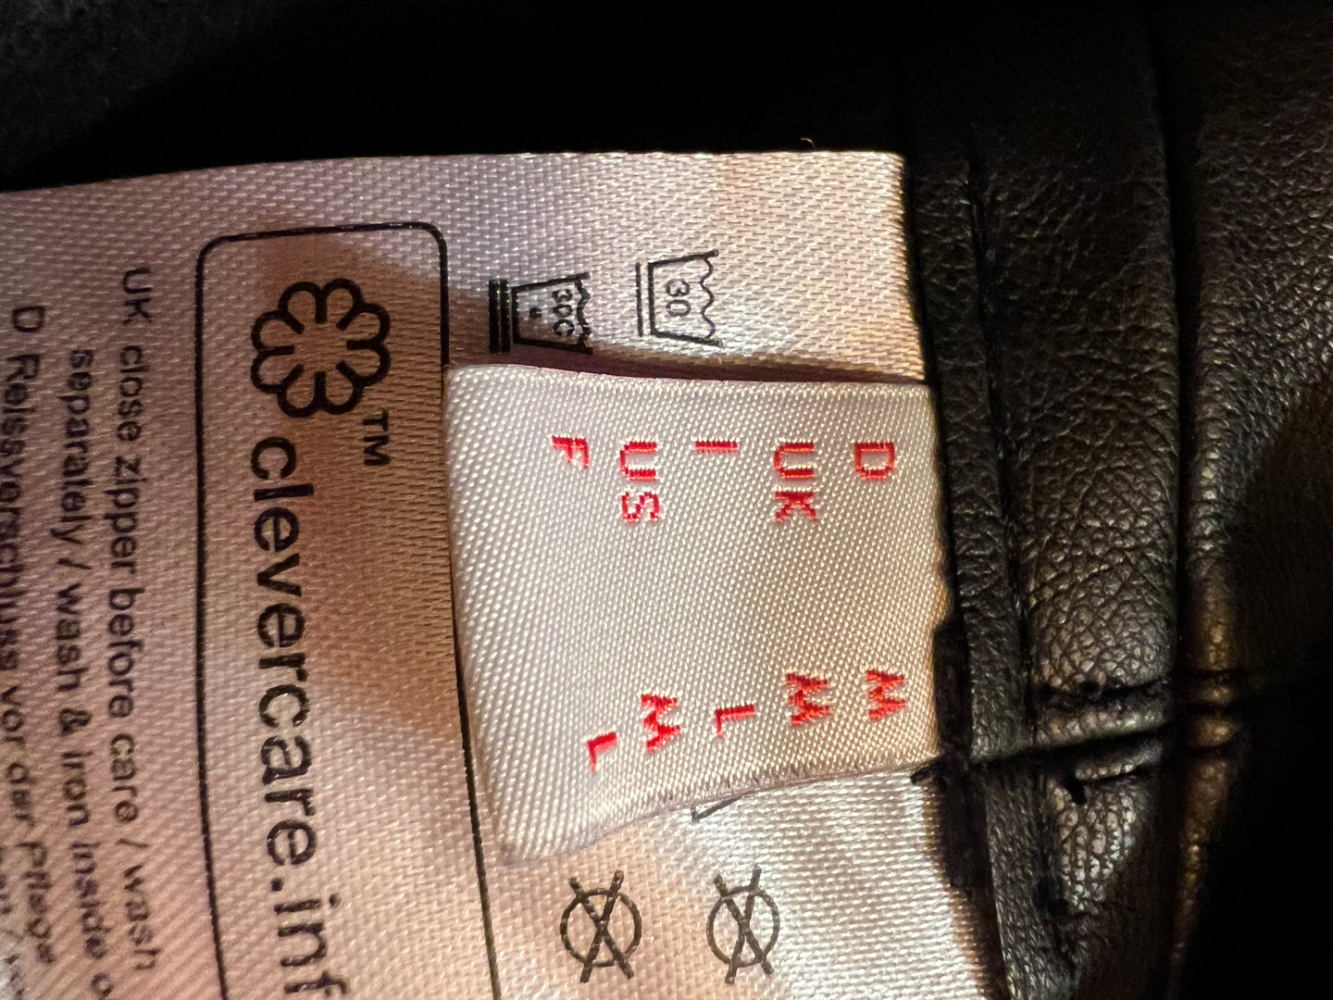 30
30C
D M
UK M
I L
US M
F L
TM
clevercare.inf
UK close zipper before care / wash
separately / wash & iron inside
D Reissverschluss vor der Pflege